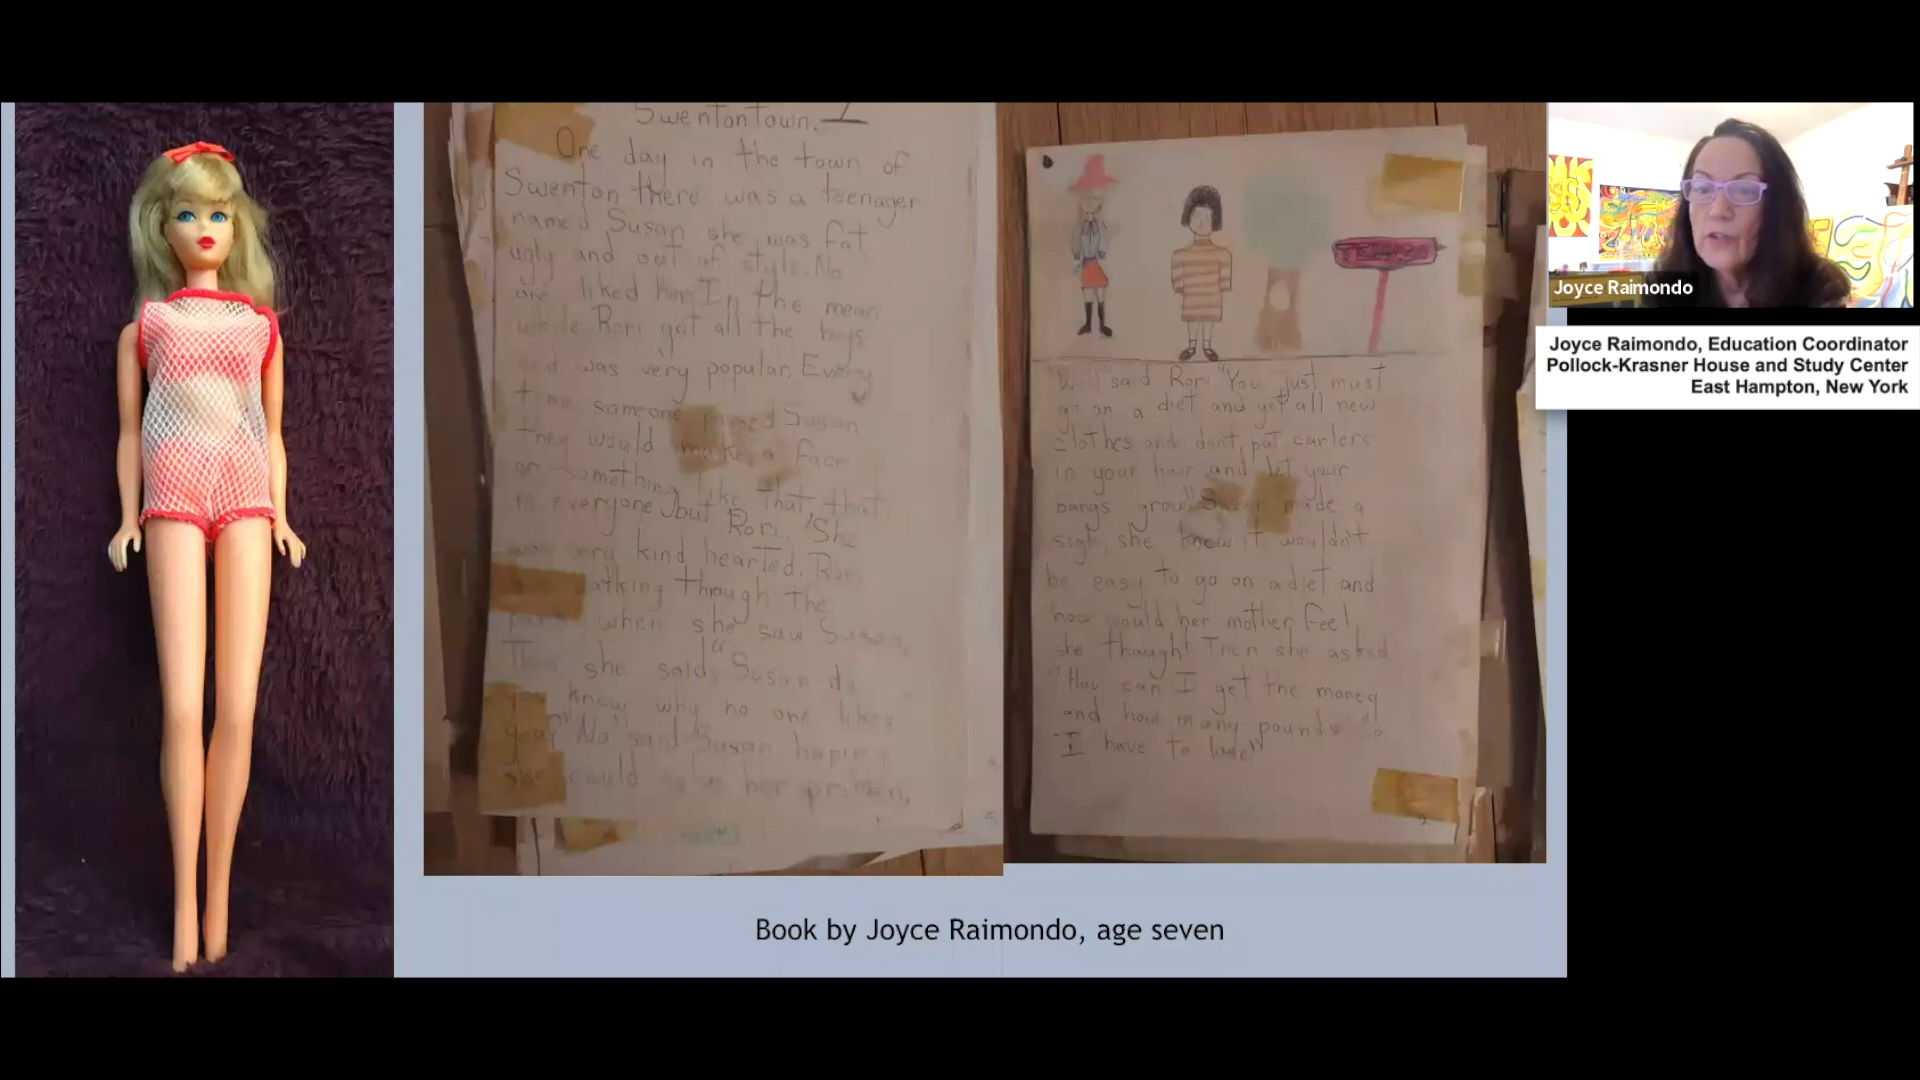 Swentontown. 1
One day in the town of
Swenton there was a teenager
named Susan she was fat
ugly and out of style. No
one liked her. In the mean
while Rori got all the boys
and was very popular. Every
time someone passed Susan
they would make a face
or something like that, that
is everyone but Rori. She
was very kind hearted. Rori
walking through the
park when she saw Susan.
Then she said, "Susan do
you know why no one likes
you?" "No" said Susan hoping
she could solve her problem.
"Well" said Rori "You just must
go on a diet and get all new
clothes and don't put curlers
in your hair and let your
bangs grow" Susan made a
sigh, she knew it wouldn't
be easy to go on a diet and
how would her mother feel
she thought. Then she asked
"How can I get the money
and how many pounds do
I have to lose"
2
Book by Joyce Raimondo, age seven
Joyce Raimondo
Joyce Raimondo, Education Coordinator
Pollock-Krasner House and Study Center
East Hampton, New York